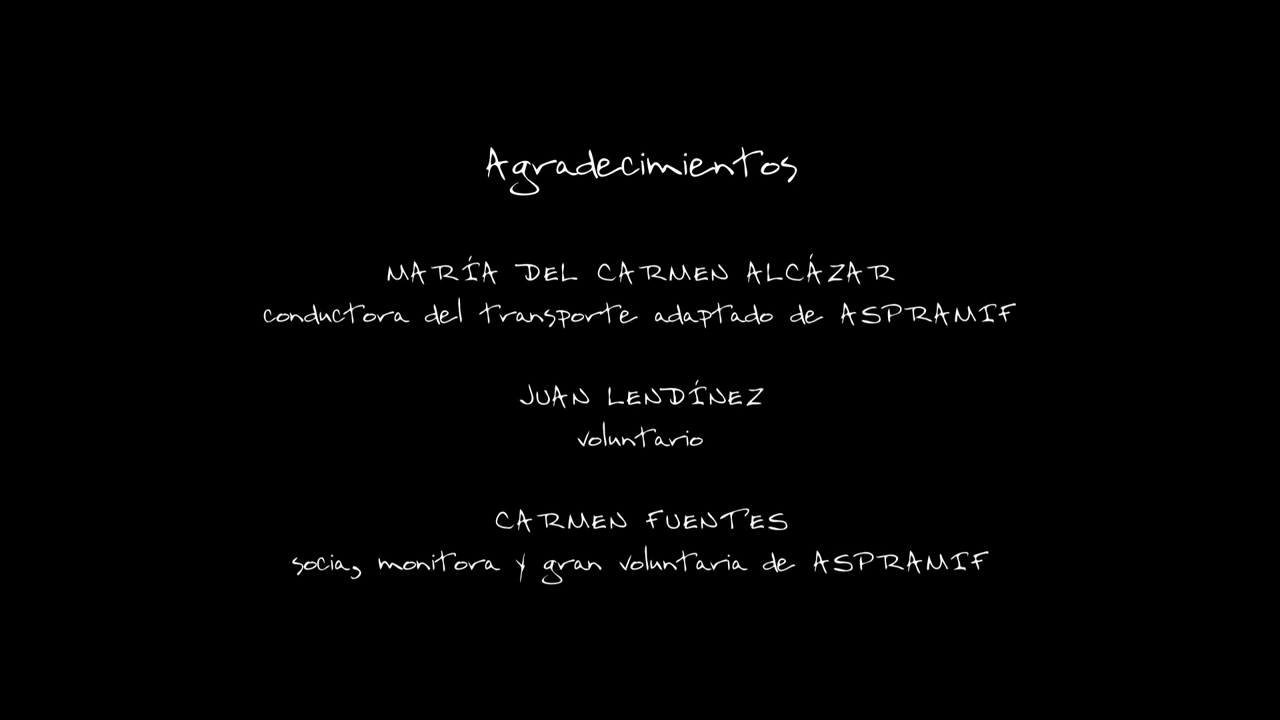 Agradecimientos
MARÍA DEL CARMEN ALCÁZAR
conductora del transporte adaptado de ASPRAMIF
JUAN LENDÍNEZ
voluntario
CARMEN FUENTES
socia, monitora y gran voluntaria de ASPRAMIF